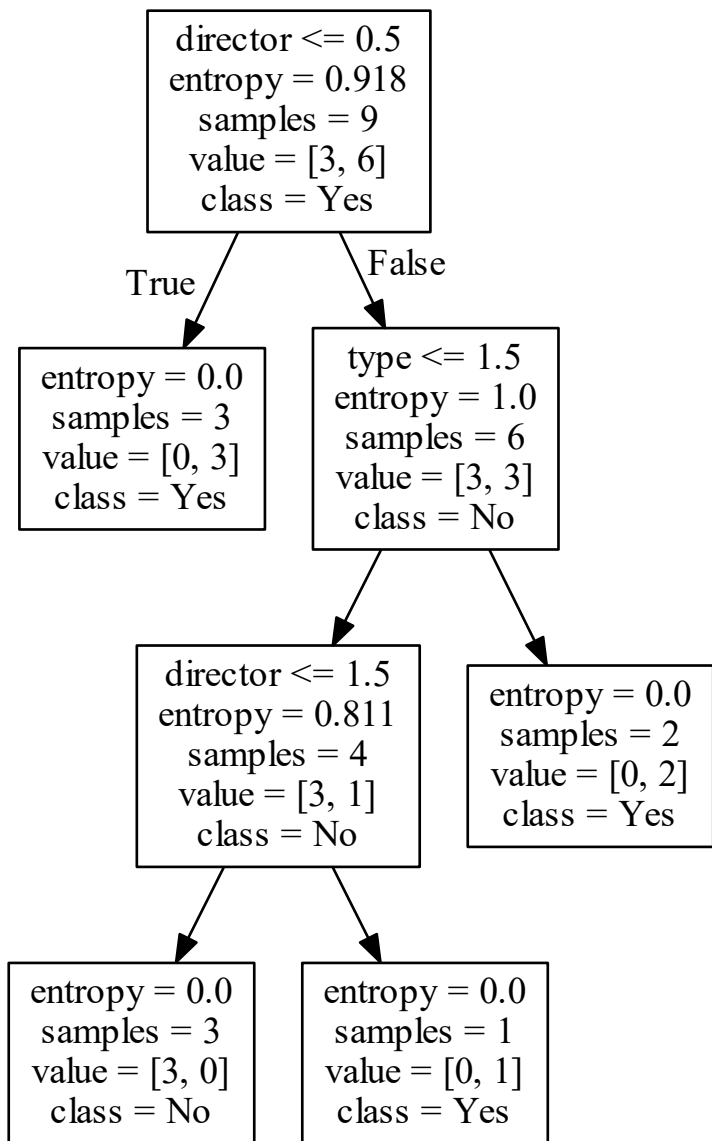 director <= 0.5
entropy = 0.918
samples = 9
value = [3, 6]
class = Yes
True
False
entropy = 0.0
samples = 3
value = [0, 3]
class = Yes
type <= 1.5
entropy = 1.0
samples = 6
value = [3, 3]
class = No
director <= 1.5
entropy = 0.811
samples = 4
value = [3, 1]
class = No
entropy = 0.0
samples = 2
value = [0, 2]
class = Yes
entropy = 0.0
samples = 3
value = [3, 0]
class = No
entropy = 0.0
samples = 1
value = [0, 1]
class = Yes